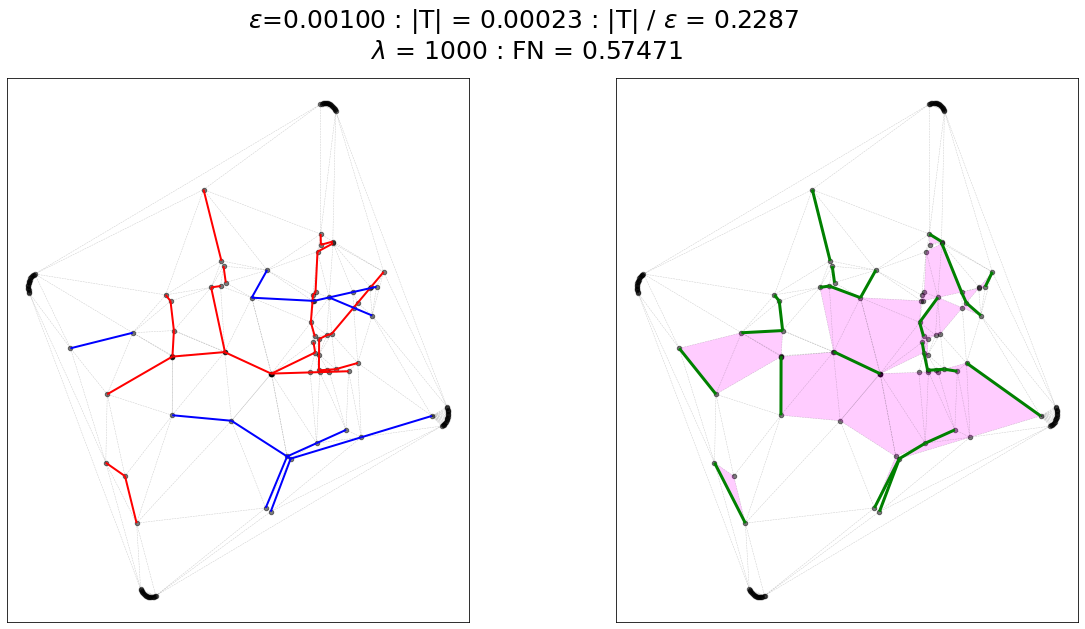 ε=0.00100 : |T| = 0.00023 : |T| / ε = 0.2287
λ = 1000 : FN = 0.57471